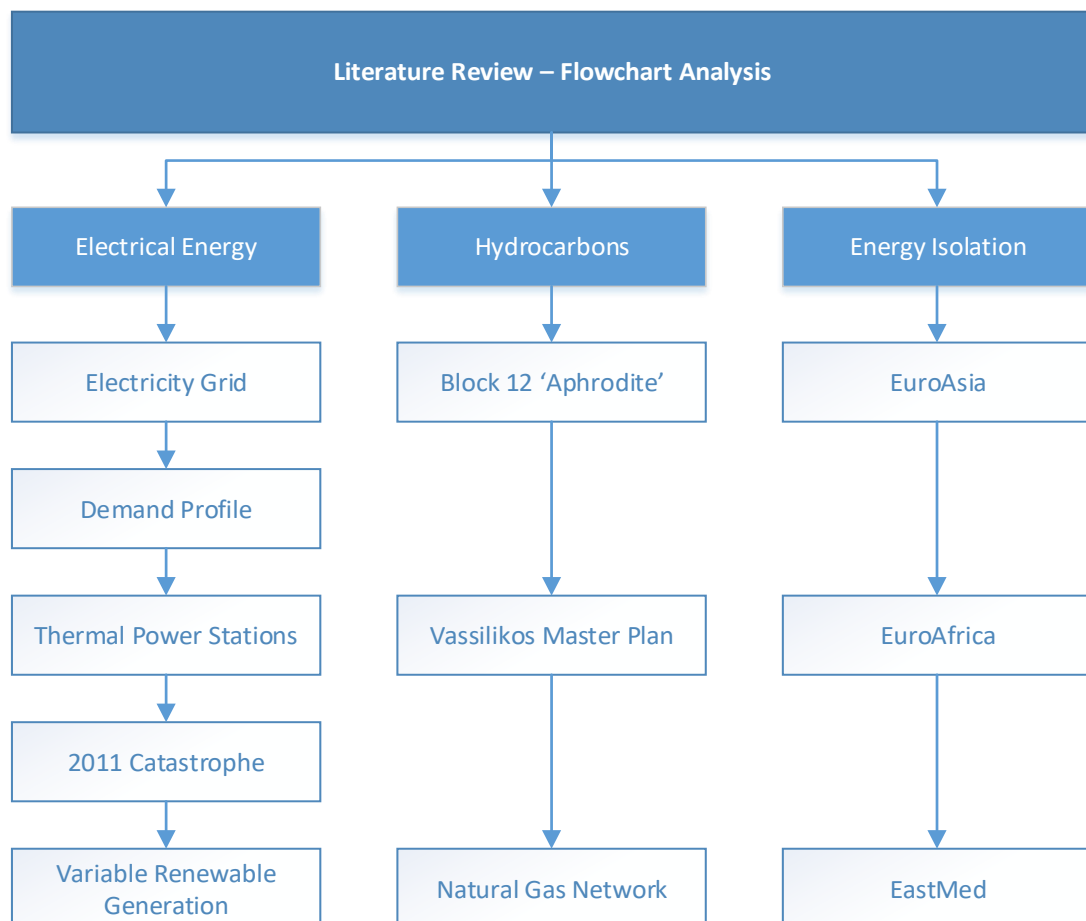 Literature Review – Flowchart Analysis
Electrical Energy
Hydrocarbons
Energy Isolation
Electricity Grid
Block 12 ‘Aphrodite’
EuroAsia
Demand Profile
Thermal Power Stations
Vassilikos Master Plan
EuroAfrica
2011 Catastrophe
Variable Renewable
Generation
Natural Gas Network
EastMed